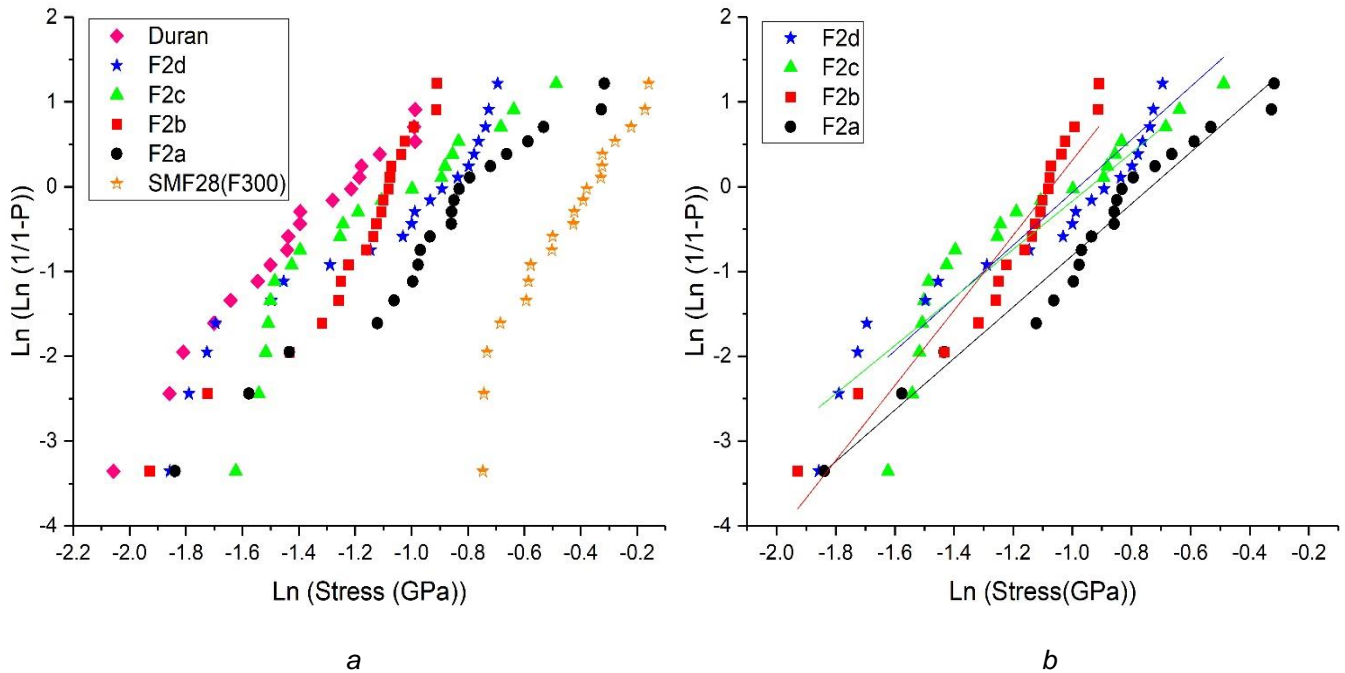 Duran
F2d
F2c
F2b
F2a
SMF28(F300)
Ln (Ln (1/1-P))
2
1
0
-1
-2
-3
-4
-2.2 -2.0 -1.8 -1.6 -1.4 -1.2 -1.0 -0.8 -0.6 -0.4 -0.2
Ln (Stress (GPa))
a
F2d
F2c
F2b
F2a
Ln (Ln (1/1-P))
2
1
0
-1
-2
-3
-4
-2.0 -1.8 -1.6 -1.4 -1.2 -1.0 -0.8 -0.6 -0.4 -0.2
Ln (Stress(GPa))
b